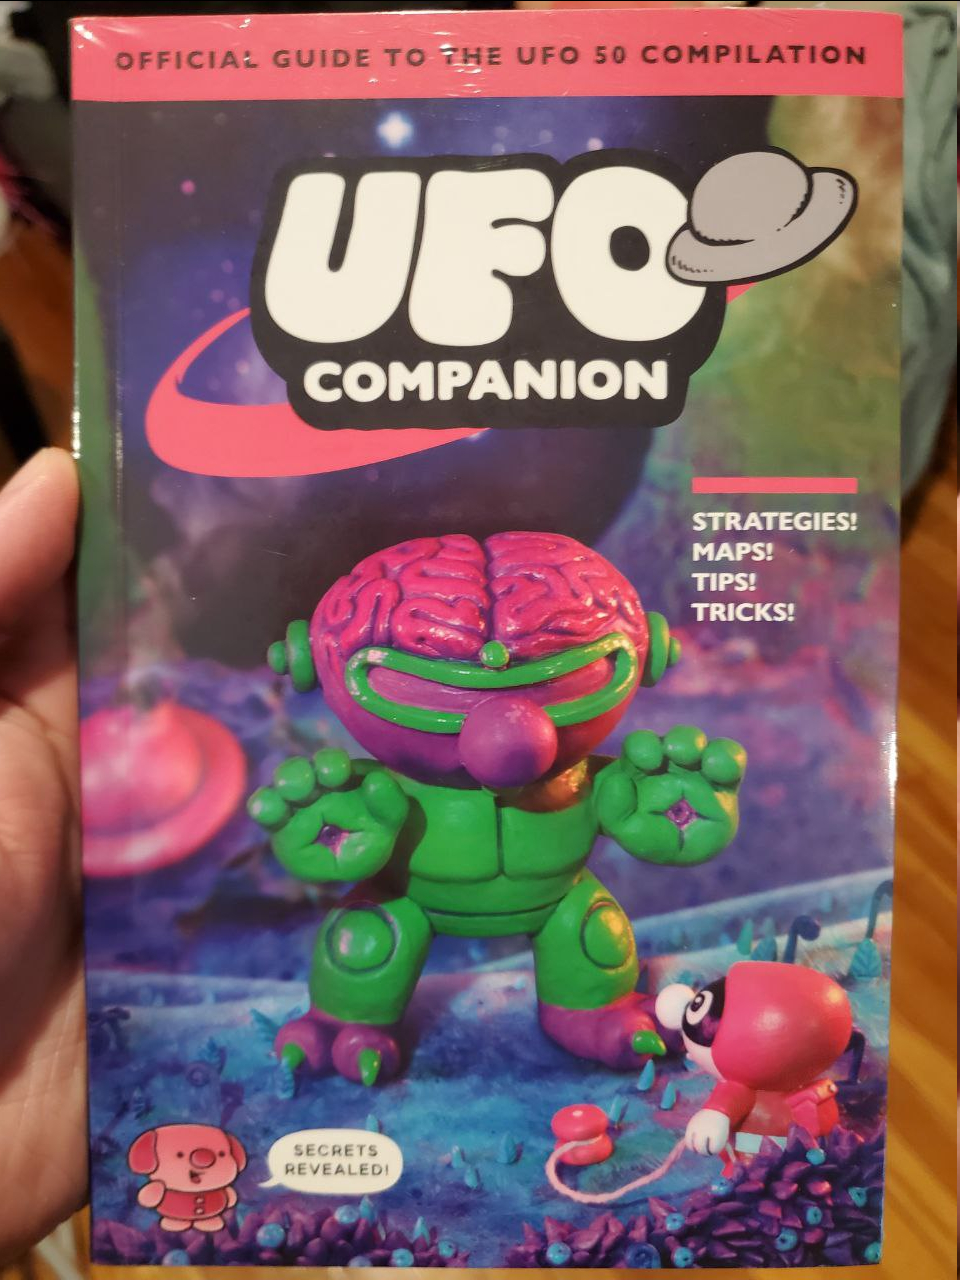 OFFICIAL GUIDE TO THE UFO 50 COMPILATION
UFO
COMPANION
STRATEGIES!
MAPS!
TIPS!
TRICKS!
SECRETS
REVEALED!